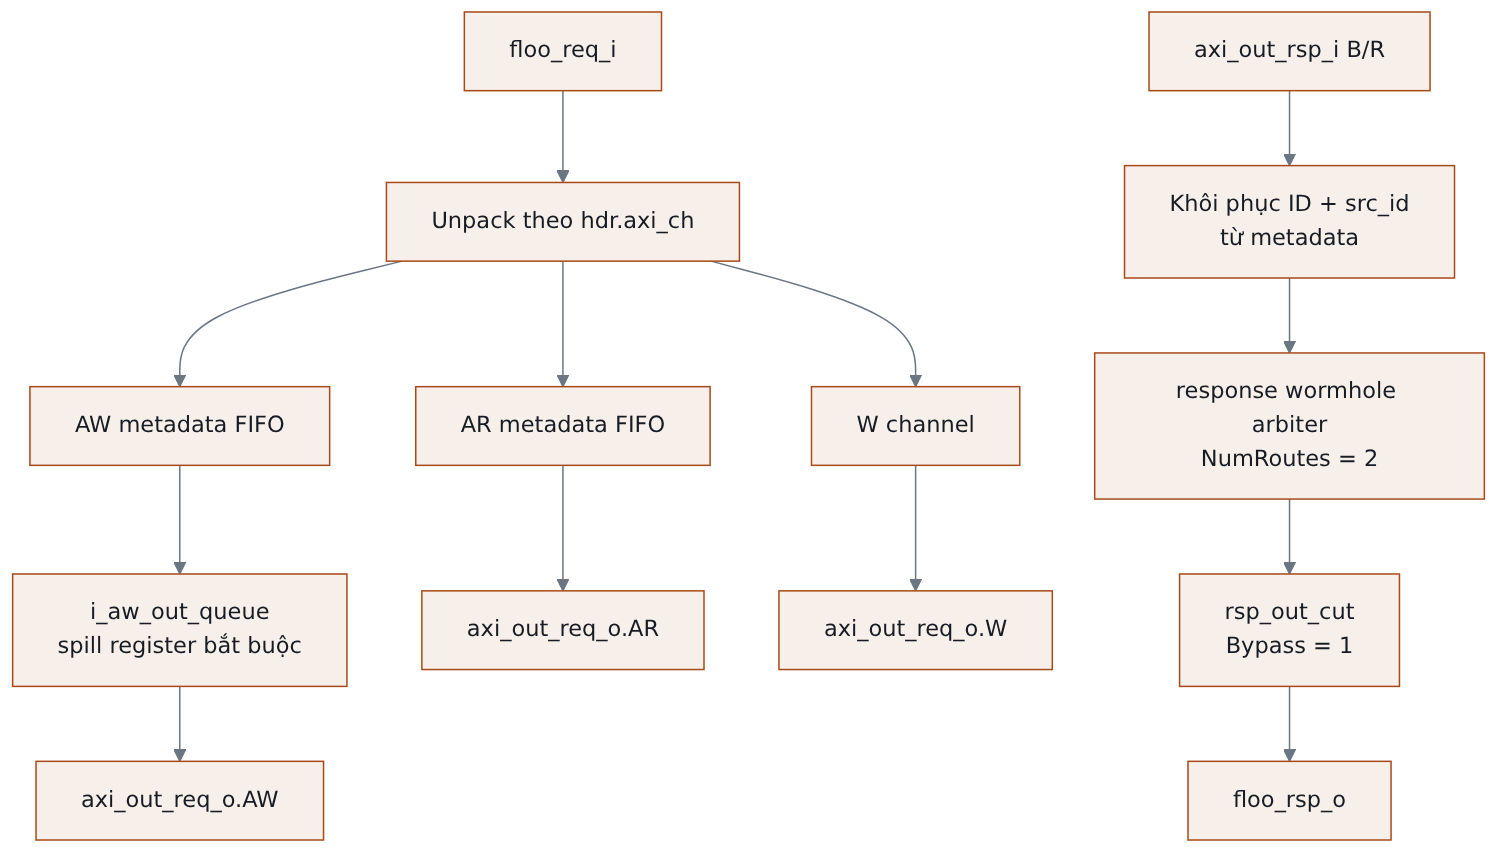 floo_req_i
axi_out_rsp_i B/R
Unpack theo hdr.axi_ch
Khôi phục ID + src_id
từ metadata
AW metadata FIFO
AR metadata FIFO
W channel
response wormhole
arbiter
NumRoutes = 2
i_aw_out_queue
spill register bắt buộc
axi_out_req_o.AR
axi_out_req_o.W
rsp_out_cut
Bypass = 1
axi_out_req_o.AW
floo_rsp_o